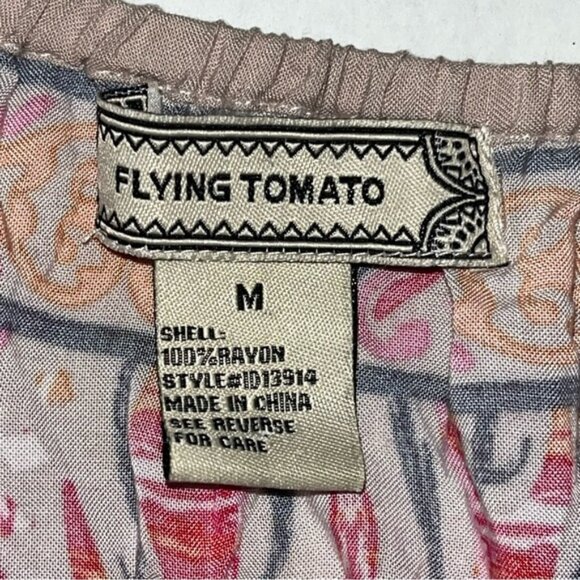 FLYING TOMATO
M
SHELL:
100%RAYON
STYLE#ID13914
MADE IN CHINA
SEE REVERSE
FOR CARE